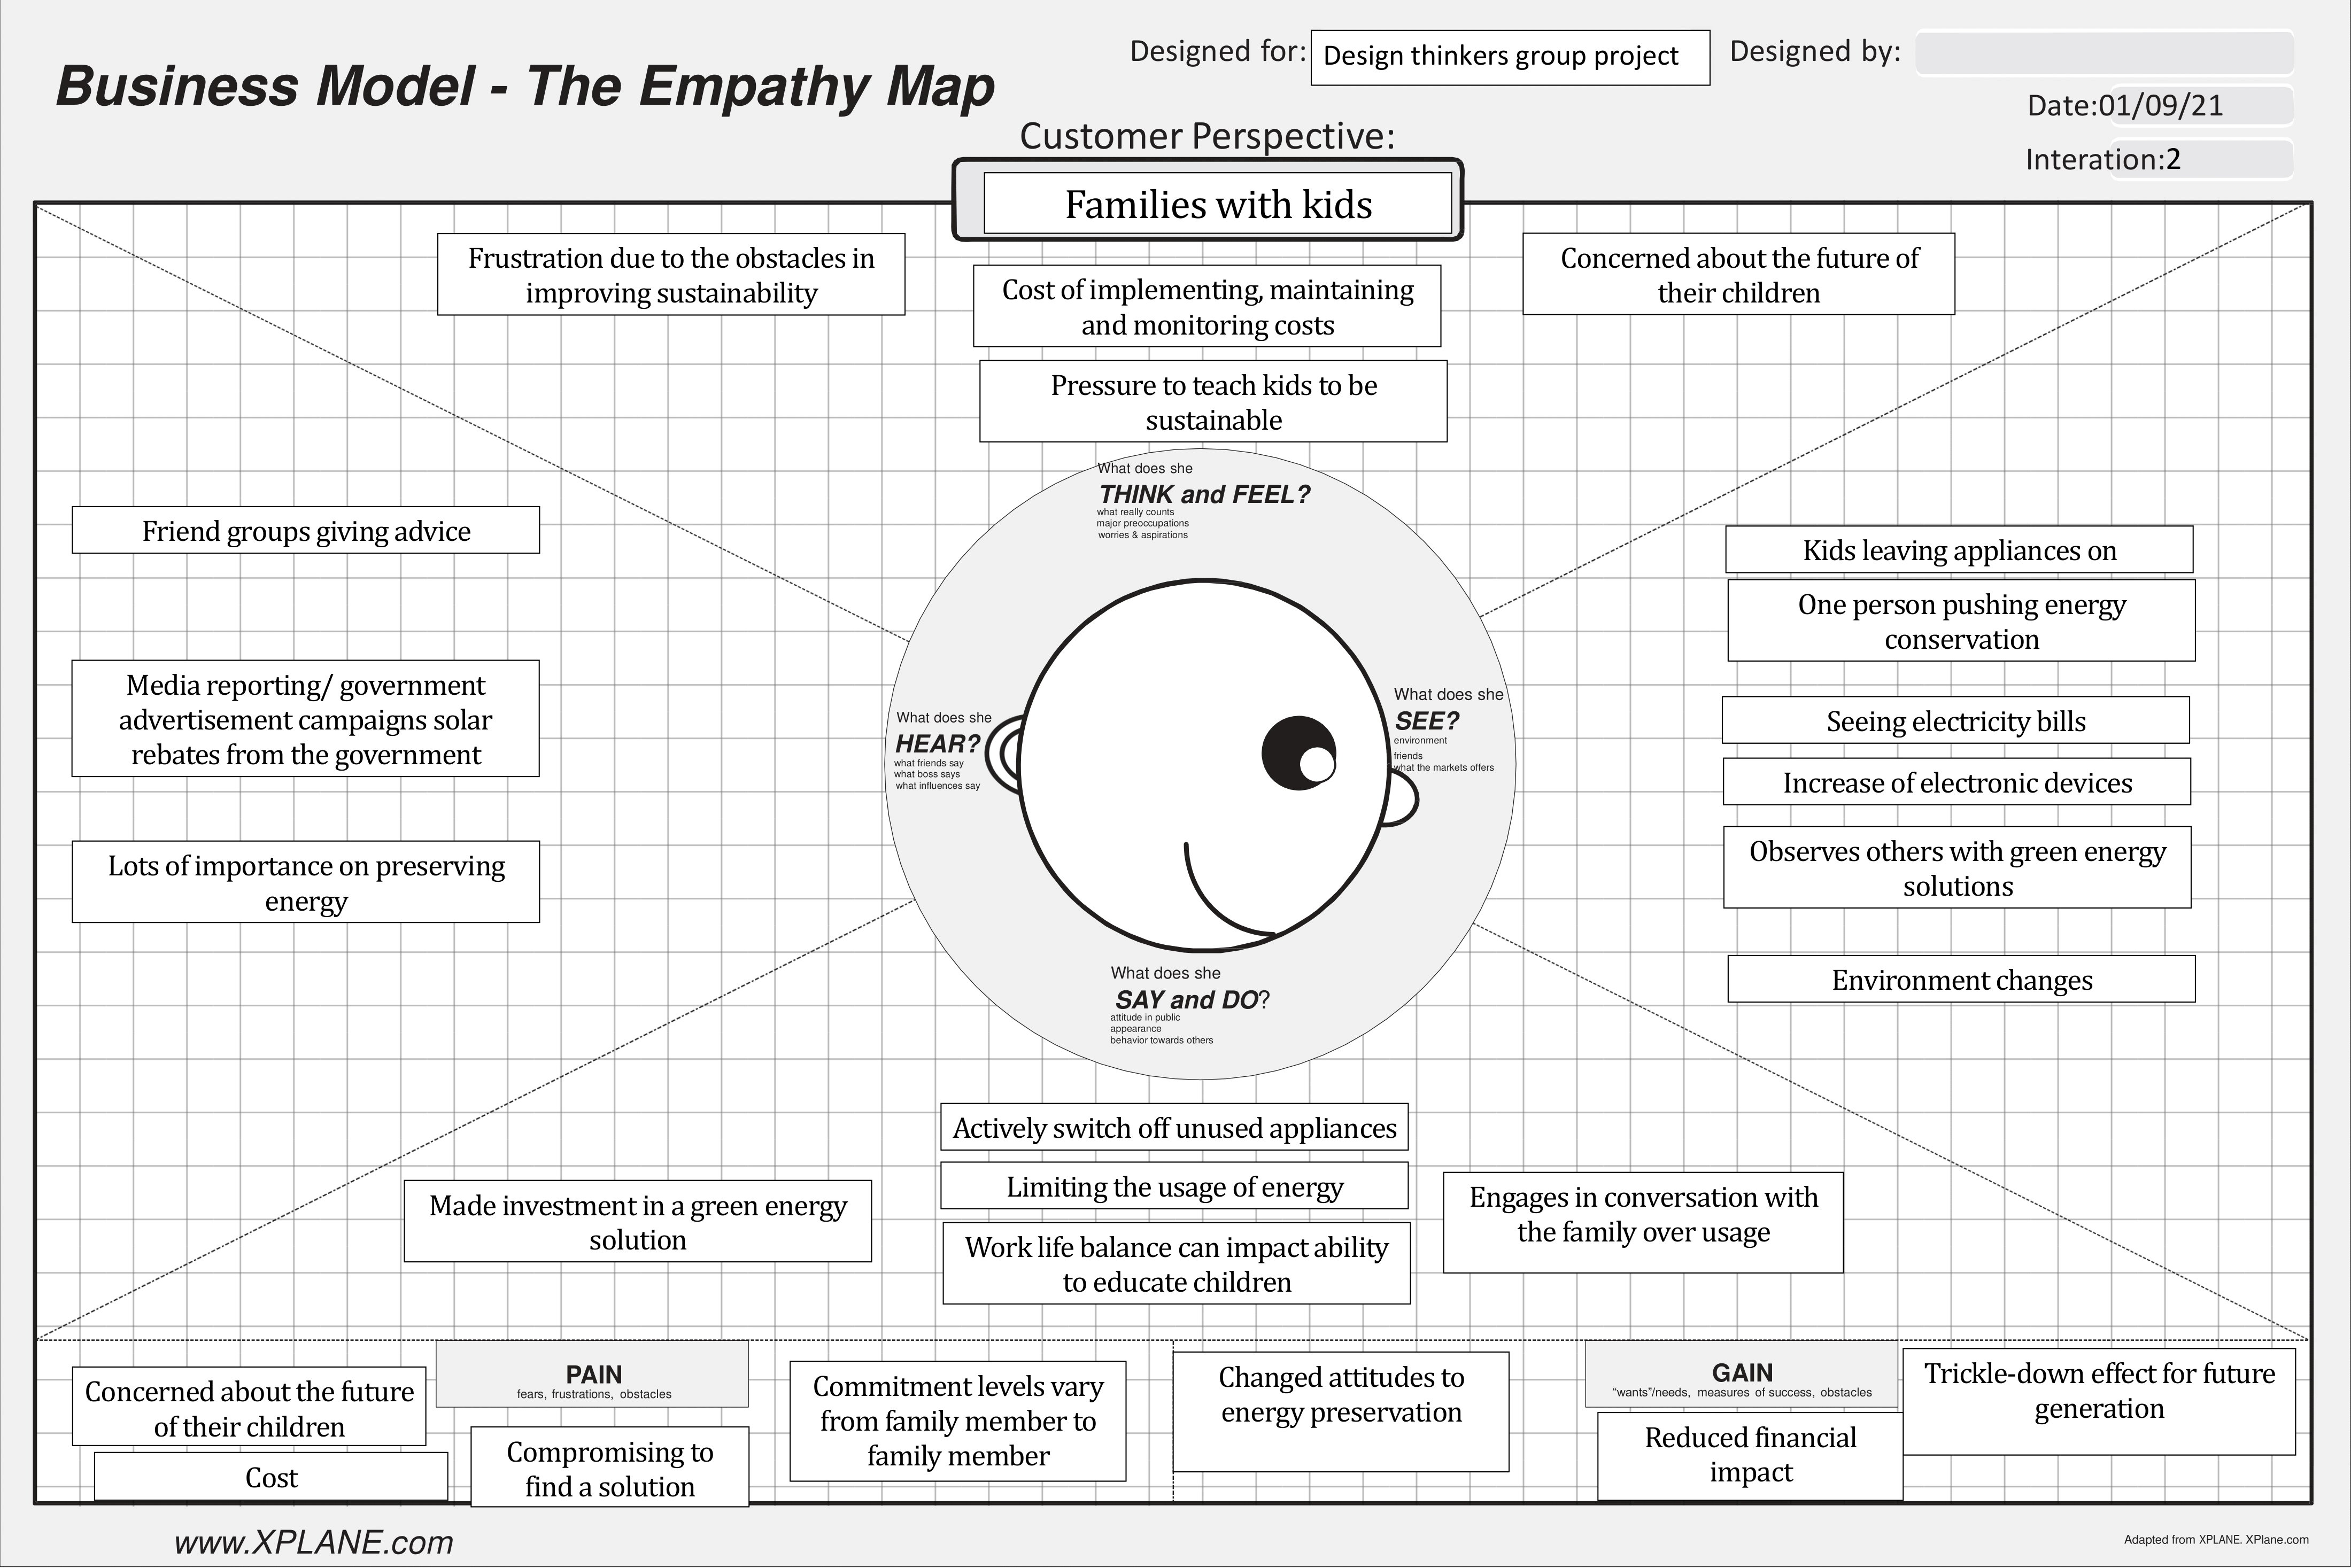 Business Model - The Empathy Map
Designed for:
Design thinkers group project
Designed by:
Date:01/09/21
Interation:2
Customer Perspective:
Families with kids
Frustration due to the obstacles in
improving sustainability
Cost of implementing, maintaining
and monitoring costs
Concerned about the future of
their children
Pressure to teach kids to be
sustainable
What does she
THINK and FEEL?
what really counts
major preoccupations
worries & aspirations
Friend groups giving advice
Media reporting/ government
advertisement campaigns solar
rebates from the government
Lots of importance on preserving
energy
What does she
HEAR?
what friends say
what boss says
what influences say
What does she
SEE?
environment
friends
what the markets offers
Kids leaving appliances on
One person pushing energy
conservation
Seeing electricity bills
Increase of electronic devices
Observes others with green energy
solutions
Environment changes
What does she
SAY and DO?
attitude in public
appearance
behavior towards others
Actively switch off unused appliances
Limiting the usage of energy
Made investment in a green energy
solution
Work life balance can impact ability
to educate children
Engages in conversation with
the family over usage
PAIN
fears, frustrations, obstacles
Concerned about the future
of their children
Cost
Compromising to
find a solution
Commitment levels vary
from family member to
family member
Changed attitudes to
energy preservation
GAIN
“wants”/needs, measures of success, obstacles
Reduced financial
impact
Trickle-down effect for future
generation
www.XPLANE.com
Adapted from XPLANE. XPlane.com